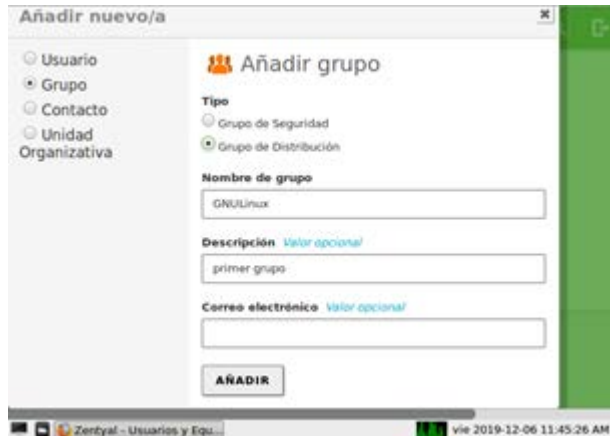 Añadir nuevo/a
Usuario
Grupo
Contacto
Unidad
Organizativa
Añadir grupo
Tipo
Grupo de Seguridad
Grupo de Distribución
Nombre de grupo
GNULinux
Descripción Valor opcional
primer grupo
Correo electrónico Valor opcional
AÑADIR
Zentyal - Usuarios y Equ...
vie 2019-12-06 11:45:26 AM